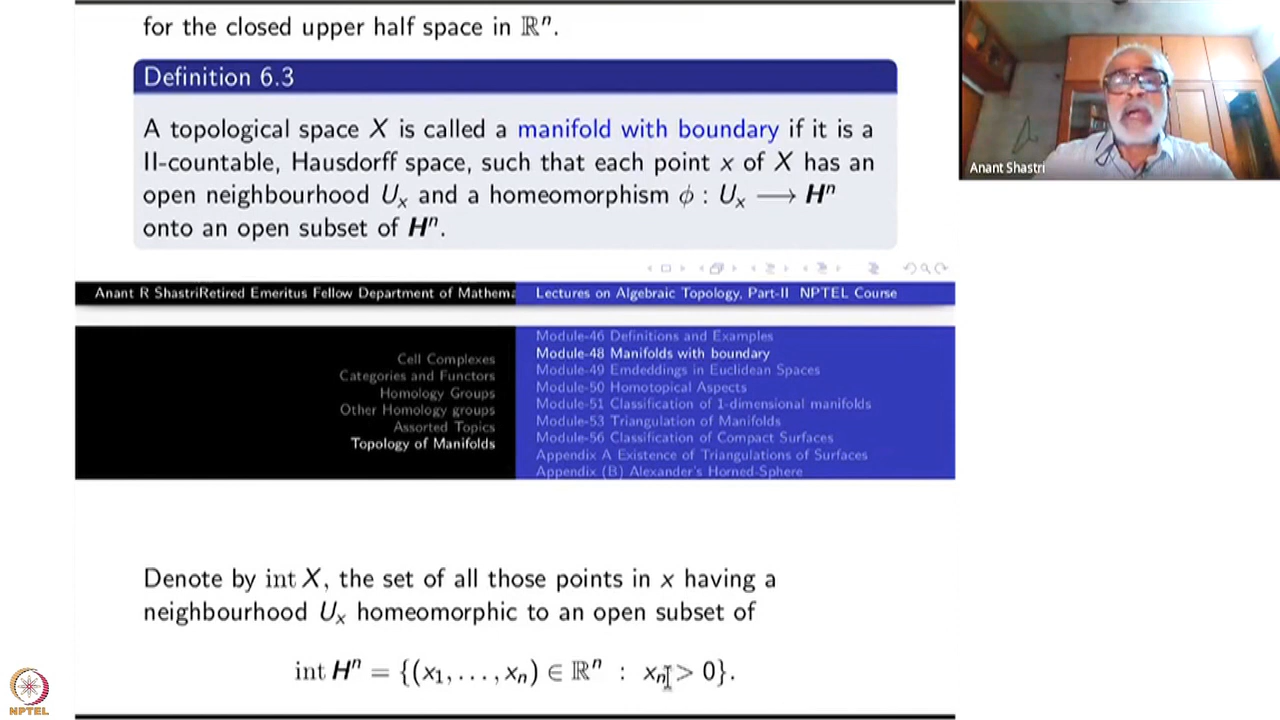 for the closed upper half space in ℝⁿ.
Definition 6.3
A topological space X is called a manifold with boundary if it is a
II-countable, Hausdorff space, such that each point x of X has an
open neighbourhood Uₓ and a homeomorphism ϕ : Uₓ ⟶ Hⁿ
onto an open subset of Hⁿ.
Anant R ShastriRetired Emeritus Fellow Department of Mathema
Lectures on Algebraic Topology, Part-II NPTEL Course
Cell Complexes
Categories and Functors
Homology Groups
Other Homology groups
Assorted Topics
Topology of Manifolds
Module-46 Definitions and Examples
Module-48 Manifolds with boundary
Module-49 Emdeddings in Euclidean Spaces
Module-50 Homotopical Aspects
Module-51 Classification of 1-dimensional manifolds
Module-53 Triangulation of Manifolds
Module-56 Classification of Compact Surfaces
Appendix A Existence of Triangulations of Surfaces
Appendix (B) Alexander's Horned-Sphere
Denote by int X, the set of all those points in x having a
neighbourhood Uₓ homeomorphic to an open subset of
int Hⁿ = {(x₁, . . . , xₙ) ∈ ℝⁿ : xₙ > 0}.
Anant Shastri
NPTEL